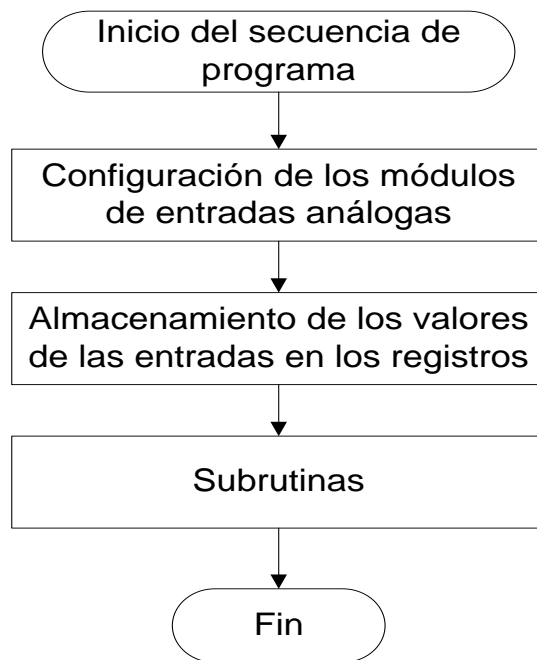 Inicio del secuencia de
programa
Configuración de los módulos
de entradas análogas
Almacenamiento de los valores
de las entradas en los registros
Subrutinas
Fin